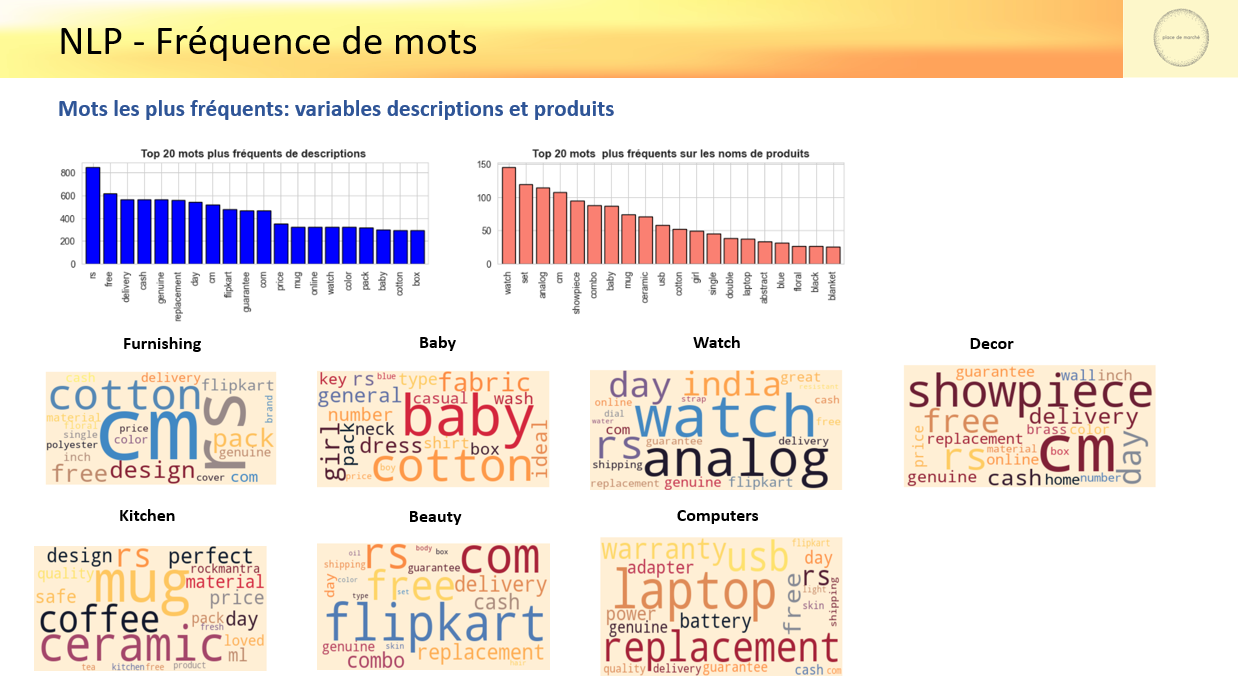 NLP - Fréquence de mots
place de marché
Mots les plus fréquents: variables descriptions et produits
Top 20 mots plus fréquents de descriptions
800
600
400
200
0
rs free delivery cash genuine replacement day cm flipkart guarantee com price mug online watch color pack baby cotton box
Top 20 mots  plus fréquents sur les noms de produits
150
100
50
0
watch set analog cm showpiece combo baby mug ceramic usb cotton girl single double laptop abstract blue floral black blanket
Furnishing
cash delivery
cotton flipkart
material
floral
single
polyester
price
color
cm
rs
brand
pack
genuine
inch
free design cover com
Baby
key rs blue type fabric
general casual wash
number baby
girl pack neck
dress shirt box ideal
boy cotton
price
Watch
day india great
resistant
online strap cash
dial watch free
water
com
rs guarantee delivery
shipping analog
replacement genuine flipkart
Decor
guarantee wall inch
showpiece
free delivery
brass color
price replacement cm day
rs material box
online
genuine cash home number
Kitchen
design rs perfect
rockmantra
quality mug material
safe price
coffee pack day
fresh
ceramic loved
ml
tea kitchen free product
Beauty
oil rs body box com
shipping guarantee
day color free delivery
type set cash
flipkart
genuine skin replacement
combo hair
Computers
warranty usb flipkart
adapter day
laptop free rs
light
power skin shipping
genuine battery
replacement
quality delivery guarantee cash com